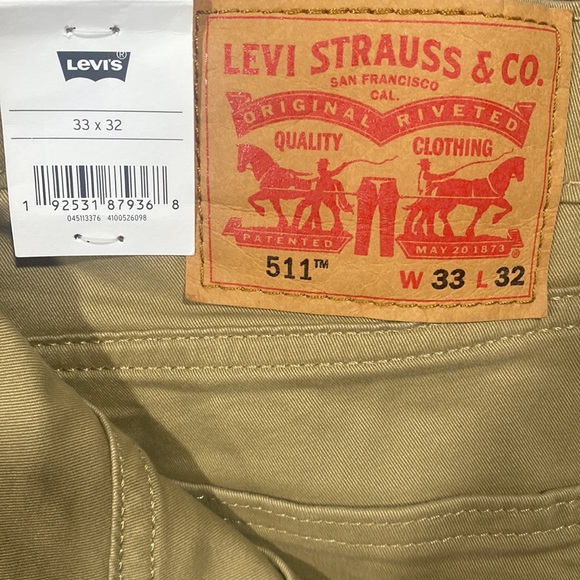 LEVI'S®
33 x 32
1 92531 87936 8
045113376 4100526098
LEVI STRAUSS & CO.
SAN FRANCISCO
CAL.
ORIGINAL RIVETED
QUALITY CLOTHING
PATENTED MAY 20 1873 ®
511™ W 33 L 32